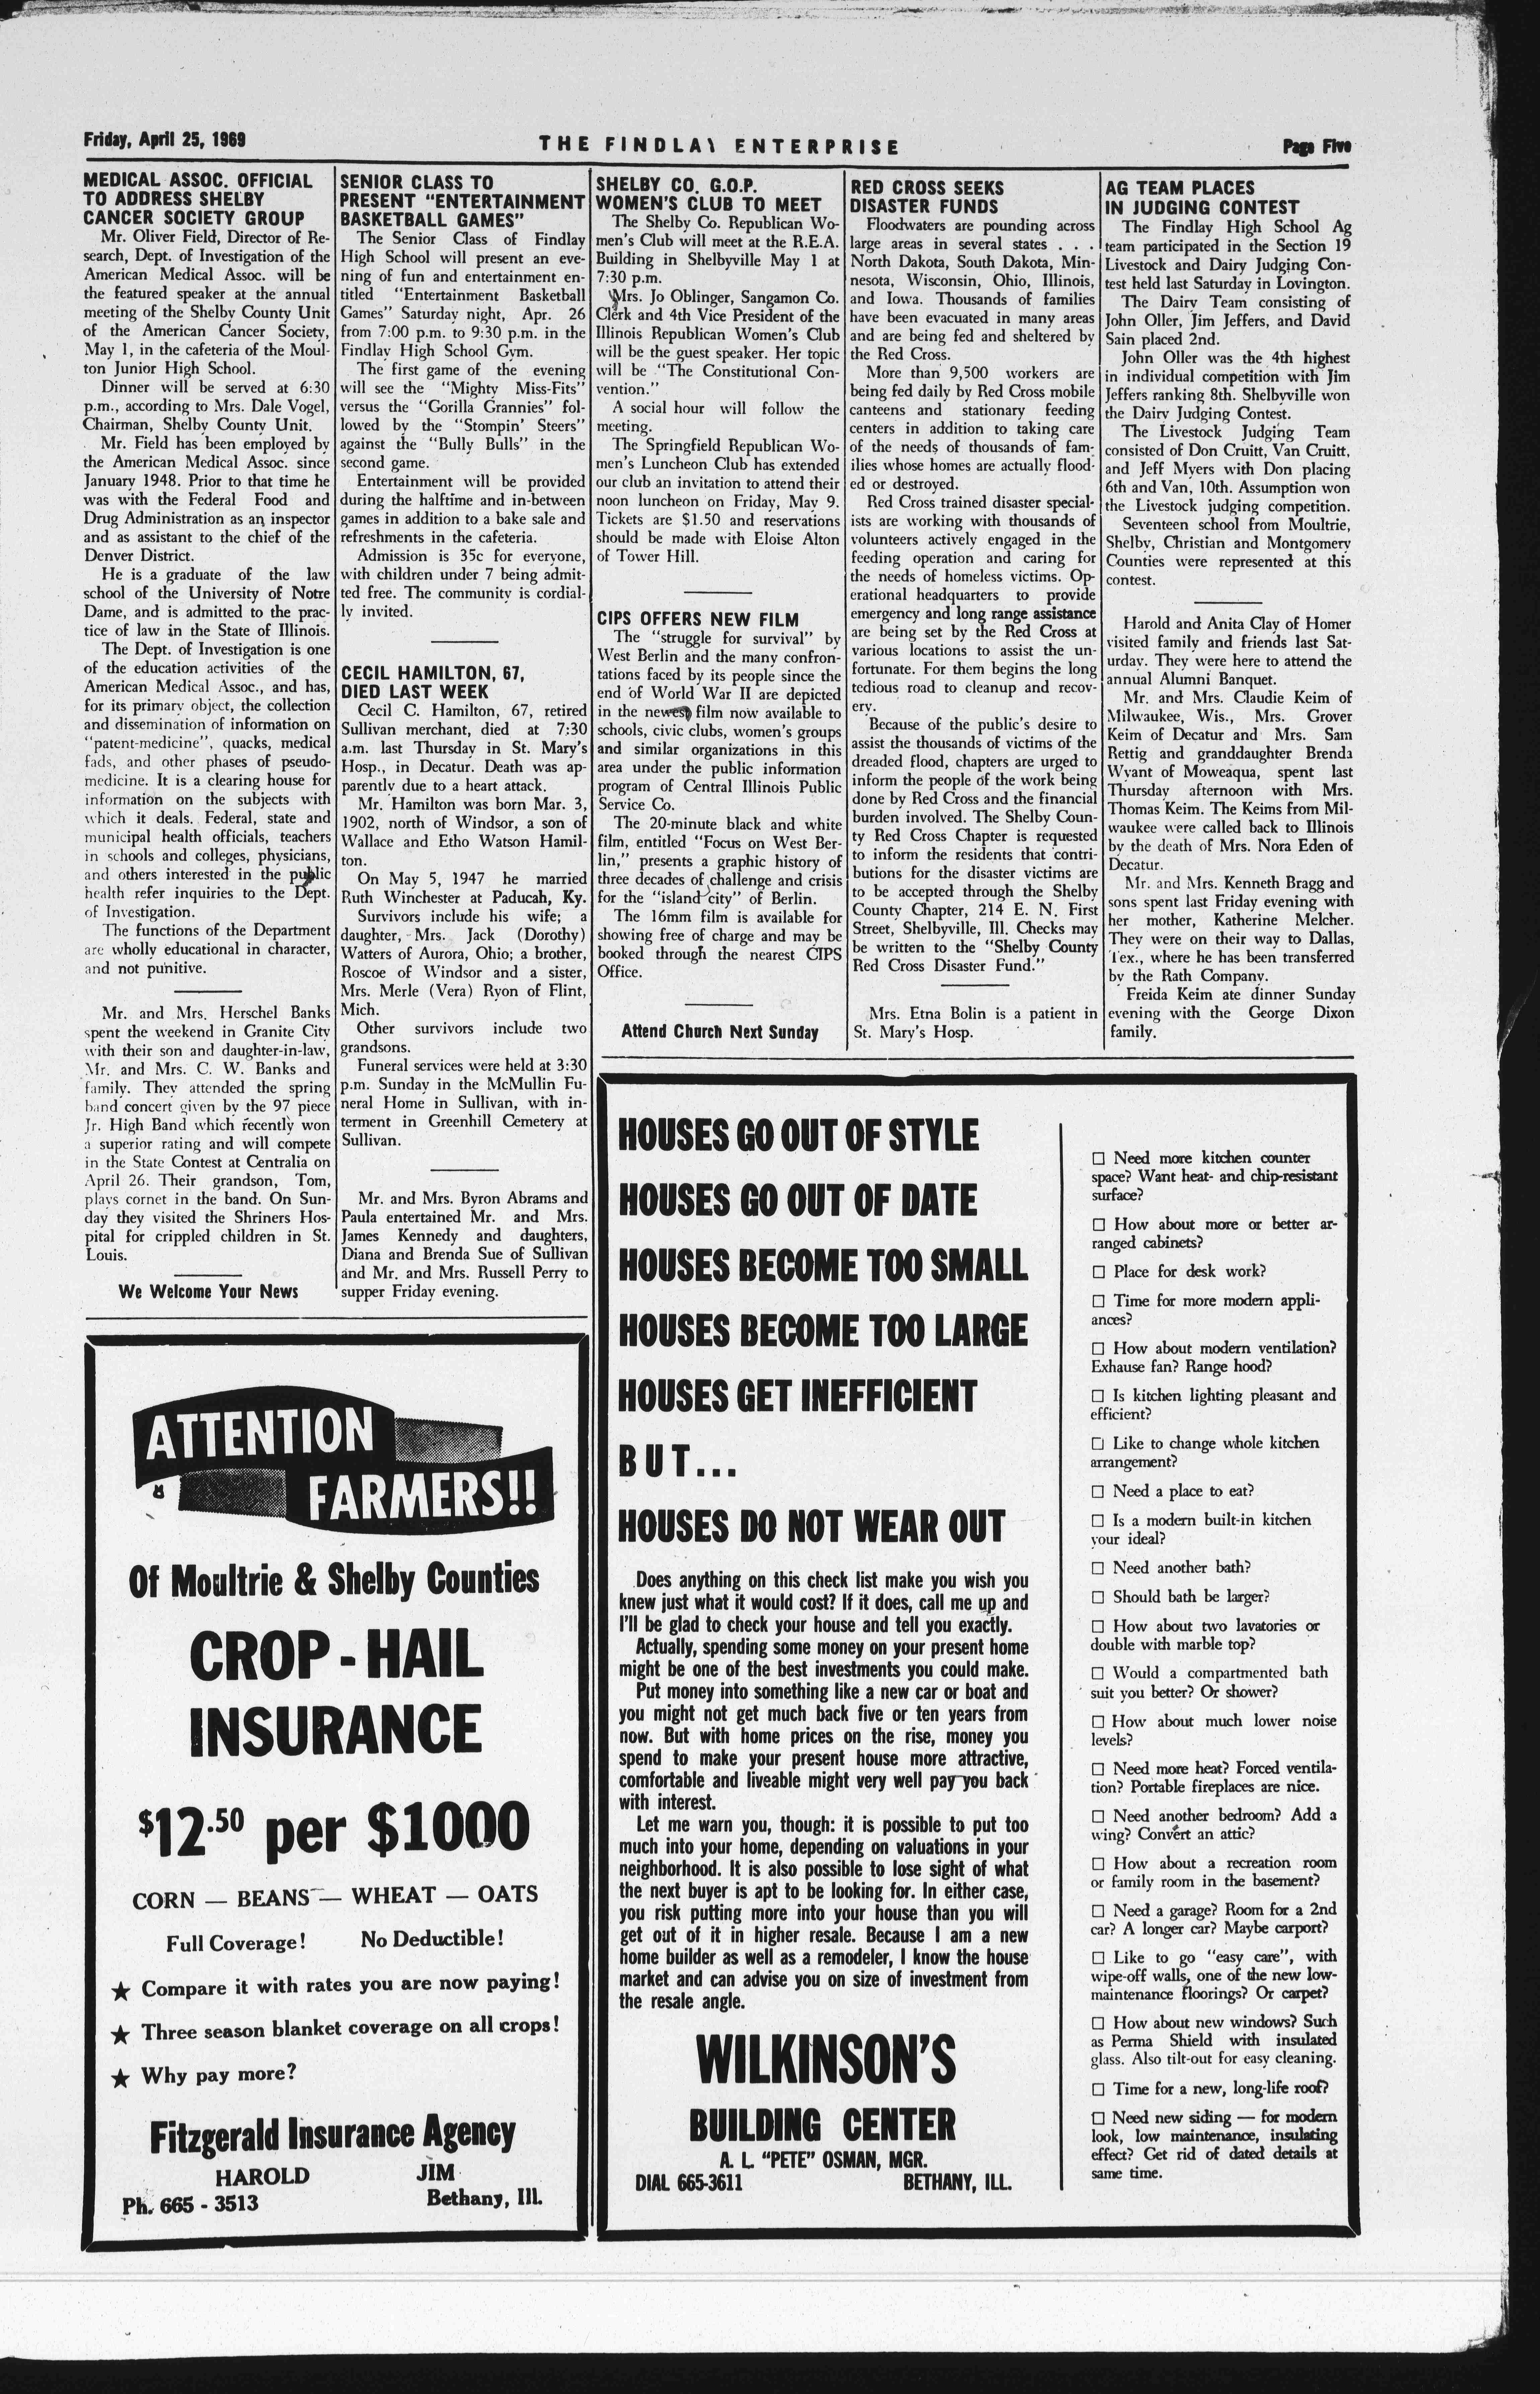 Friday, April 25, 1969
THE FINDLAY ENTERPRISE
Page Five
MEDICAL ASSOC. OFFICIAL
TO ADDRESS SHELBY
CANCER SOCIETY GROUP
Mr. Oliver Field, Director of Re-
search, Dept. of Investigation of the
American Medical Assoc. will be
the featured speaker at the annual
meeting of the Shelby County Unit
of the American Cancer Society,
May 1, in the cafeteria of the Moul-
ton Junior High School.
Dinner will be served at 6:30
p.m., according to Mrs. Dale Vogel,
Chairman, Shelby County Unit.
Mr. Field has been employed by
the American Medical Assoc. since
January 1948. Prior to that time he
was with the Federal Food and
Drug Administration as an inspector
and as assistant to the chief of the
Denver District.
He is a graduate of the law
school of the University of Notre
Dame, and is admitted to the prac-
tice of law in the State of Illinois.
The Dept. of Investigation is one
of the education activities of the
American Medical Assoc., and has,
for its primary object, the collection
and dissemination of information on
"patent-medicine", quacks, medical
fads, and other phases of pseudo-
medicine. It is a clearing house for
information on the subjects with
which it deals. Federal, state and
municipal health officials, teachers
in schools and colleges, physicians,
and others interested in the public
health refer inquiries to the Dept.
of Investigation.
The functions of the Department
are wholly educational in character,
and not punitive.
Mr. and Mrs. Herschel Banks
spent the weekend in Granite City
with their son and daughter-in-law,
Mr. and Mrs. C. W. Banks and
family. They attended the spring
band concert given by the 97 piece
Jr. High Band which recently won
a superior rating and will compete
in the State Contest at Centralia on
April 26. Their grandson, Tom,
plays cornet in the band. On Sun-
day they visited the Shriners Hos-
pital for crippled children in St.
Louis.
We Welcome Your News
SENIOR CLASS TO
PRESENT "ENTERTAINMENT
BASKETBALL GAMES"
The Senior Class of Findlay
High School will present an eve-
ning of fun and entertainment en-
titled "Entertainment Basketball
Games" Saturday night, Apr. 26
from 7:00 p.m. to 9:30 p.m. in the
Findlay High School Gym.
The first game of the evening
will see the "Mighty Miss-Fits"
versus the "Gorilla Grannies" fol-
lowed by the "Stompin' Steers"
against the "Bully Bulls" in the
second game.
Entertainment will be provided
during the halftime and in-between
games in addition to a bake sale and
refreshments in the cafeteria.
Admission is 35c for everyone,
with children under 7 being admit-
ted free. The community is cordial-
ly invited.
CECIL HAMILTON, 67,
DIED LAST WEEK
Cecil C. Hamilton, 67, retired
Sullivan merchant, died at 7:30
a.m. last Thursday in St. Mary's
Hosp., in Decatur. Death was ap-
parently due to a heart attack.
Mr. Hamilton was born Mar. 3,
1902, north of Windsor, a son of
Wallace and Etho Watson Hamil-
ton.
On May 5, 1947 he married
Ruth Winchester at Paducah, Ky.
Survivors include his wife; a
daughter, Mrs. Jack (Dorothy)
Watters of Aurora, Ohio; a brother,
Roscoe of Windsor and a sister,
Mrs. Merle (Vera) Ryon of Flint,
Mich.
Other survivors include two
grandsons.
Funeral services were held at 3:30
p.m. Sunday in the McMullin Fu-
neral Home in Sullivan, with in-
terment in Greenhill Cemetery at
Sullivan.
Mr. and Mrs. Byron Abrams and
Paula entertained Mr. and Mrs.
James Kennedy and daughters,
Diana and Brenda Sue of Sullivan
and Mr. and Mrs. Russell Perry to
supper Friday evening.
SHELBY CO. G.O.P.
WOMEN'S CLUB TO MEET
The Shelby Co. Republican Wo-
men's Club will meet at the R.E.A.
Building in Shelbyville May 1 at
7:30 p.m.
Mrs. Jo Oblinger, Sangamon Co.
Clerk and 4th Vice President of the
Illinois Republican Women's Club
will be the guest speaker. Her topic
will be "The Constitutional Con-
vention."
A social hour will follow the
meeting.
The Springfield Republican Wo-
men's Luncheon Club has extended
our club an invitation to attend their
noon luncheon on Friday, May 9.
Tickets are $1.50 and reservations
should be made with Eloise Alton
of Tower Hill.
CIPS OFFERS NEW FILM
The "struggle for survival" by
West Berlin and the many confron-
tations faced by its people since the
end of World War II are depicted
in the newest film now available to
schools, civic clubs, women's groups
and similar organizations in this
area under the public information
program of Central Illinois Public
Service Co.
The 20-minute black and white
film, entitled "Focus on West Ber-
lin," presents a graphic history of
three decades of challenge and crisis
for the "island city" of Berlin.
The 16mm film is available for
showing free of charge and may be
booked through the nearest CIPS
Office.
Attend Church Next Sunday
RED CROSS SEEKS
DISASTER FUNDS
Floodwaters are pounding across
large areas in several states . . .
North Dakota, South Dakota, Min-
nesota, Wisconsin, Ohio, Illinois,
and Iowa. Thousands of families
have been evacuated in many areas
and are being fed and sheltered by
the Red Cross.
More than 9,500 workers are
being fed daily by Red Cross mobile
canteens and stationary feeding
centers in addition to taking care
of the needs of thousands of fam-
ilies whose homes are actually flood-
ed or destroyed.
Red Cross trained disaster special-
ists are working with thousands of
volunteers actively engaged in the
feeding operation and caring for
the needs of homeless victims. Op-
erational headquarters to provide
emergency and long range assistance
are being set by the Red Cross at
various locations to assist the un-
fortunate. For them begins the long
tedious road to cleanup and recov-
ery.
Because of the public's desire to
assist the thousands of victims of the
dreaded flood, chapters are urged to
inform the people of the work being
done by Red Cross and the financial
burden involved. The Shelby Coun-
ty Red Cross Chapter is requested
to inform the residents that contri-
butions for the disaster victims are
to be accepted through the Shelby
County Chapter, 214 E. N. First
Street, Shelbyville, Ill. Checks may
be written to the "Shelby County
Red Cross Disaster Fund."
Mrs. Etna Bolin is a patient in
St. Mary's Hosp.
AG TEAM PLACES
IN JUDGING CONTEST
The Findlay High School Ag
team participated in the Section 19
Livestock and Dairy Judging Con-
test held last Saturday in Lovington.
The Dairy Team consisting of
John Oller, Jim Jeffers, and David
Sain placed 2nd.
John Oller was the 4th highest
in individual competition with Jim
Jeffers ranking 8th. Shelbyville won
the Dairy Judging Contest.
The Livestock Judging Team
consisted of Don Cruitt, Van Cruitt,
and Jeff Myers with Don placing
6th and Van, 10th. Assumption won
the Livestock judging competition.
Seventeen school from Moultrie,
Shelby, Christian and Montgomery
Counties were represented at this
contest.
Harold and Anita Clay of Homer
visited family and friends last Sat-
urday. They were here to attend the
annual Alumni Banquet.
Mr. and Mrs. Claudie Keim of
Milwaukee, Wis., Mrs. Grover
Keim of Decatur and Mrs. Sam
Rettig and granddaughter Brenda
Wyant of Moweaqua, spent last
Thursday afternoon with Mrs.
Thomas Keim. The Keims from Mil-
waukee were called back to Illinois
by the death of Mrs. Nora Eden of
Decatur.
Mr. and Mrs. Kenneth Bragg and
sons spent last Friday evening with
her mother, Katherine Melcher.
They were on their way to Dallas,
Tex., where he has been transferred
by the Rath Company.
Freida Keim ate dinner Sunday
evening with the George Dixon
family.
ATTENTION
FARMERS!!
Of Moultrie & Shelby Counties
CROP - HAIL
INSURANCE
$12.50 per $1000
CORN — BEANS — WHEAT — OATS
Full Coverage! No Deductible!
★ Compare it with rates you are now paying!
★ Three season blanket coverage on all crops!
★ Why pay more?
Fitzgerald Insurance Agency
HAROLD JIM
Ph. 665 - 3513 Bethany, Ill.
HOUSES GO OUT OF STYLE
HOUSES GO OUT OF DATE
HOUSES BECOME TOO SMALL
HOUSES BECOME TOO LARGE
HOUSES GET INEFFICIENT
BUT...
HOUSES DO NOT WEAR OUT
Does anything on this check list make you wish you
knew just what it would cost? If it does, call me up and
I'll be glad to check your house and tell you exactly.
Actually, spending some money on your present home
might be one of the best investments you could make.
Put money into something like a new car or boat and
you might not get much back five or ten years from
now. But with home prices on the rise, money you
spend to make your present house more attractive,
comfortable and liveable might very well pay you back
with interest.
Let me warn you, though: it is possible to put too
much into your home, depending on valuations in your
neighborhood. It is also possible to lose sight of what
the next buyer is apt to be looking for. In either case,
you risk putting more into your house than you will
get out of it in higher resale. Because I am a new
home builder as well as a remodeler, I know the house
market and can advise you on size of investment from
the resale angle.
WILKINSON'S
BUILDING CENTER
A. L. "PETE" OSMAN, MGR.
DIAL 665-3611 BETHANY, ILL.
☐ Need more kitchen counter
space? Want heat- and chip-resistant
surface?
☐ How about more or better ar-
ranged cabinets?
☐ Place for desk work?
☐ Time for more modern appli-
ances?
☐ How about modern ventilation?
Exhause fan? Range hood?
☐ Is kitchen lighting pleasant and
efficient?
☐ Like to change whole kitchen
arrangement?
☐ Need a place to eat?
☐ Is a modern built-in kitchen
your ideal?
☐ Need another bath?
☐ Should bath be larger?
☐ How about two lavatories or
double with marble top?
☐ Would a compartmented bath
suit you better? Or shower?
☐ How about much lower noise
levels?
☐ Need more heat? Forced ventila-
tion? Portable fireplaces are nice.
☐ Need another bedroom? Add a
wing? Convert an attic?
☐ How about a recreation room
or family room in the basement?
☐ Need a garage? Room for a 2nd
car? A longer car? Maybe carport?
☐ Like to go "easy care", with
wipe-off walls, one of the new low-
maintenance floorings? Or carpet?
☐ How about new windows? Such
as Perma Shield with insulated
glass. Also tilt-out for easy cleaning.
☐ Time for a new, long-life roof?
☐ Need new siding — for modern
look, low maintenance, insulating
effect? Get rid of dated details at
same time.